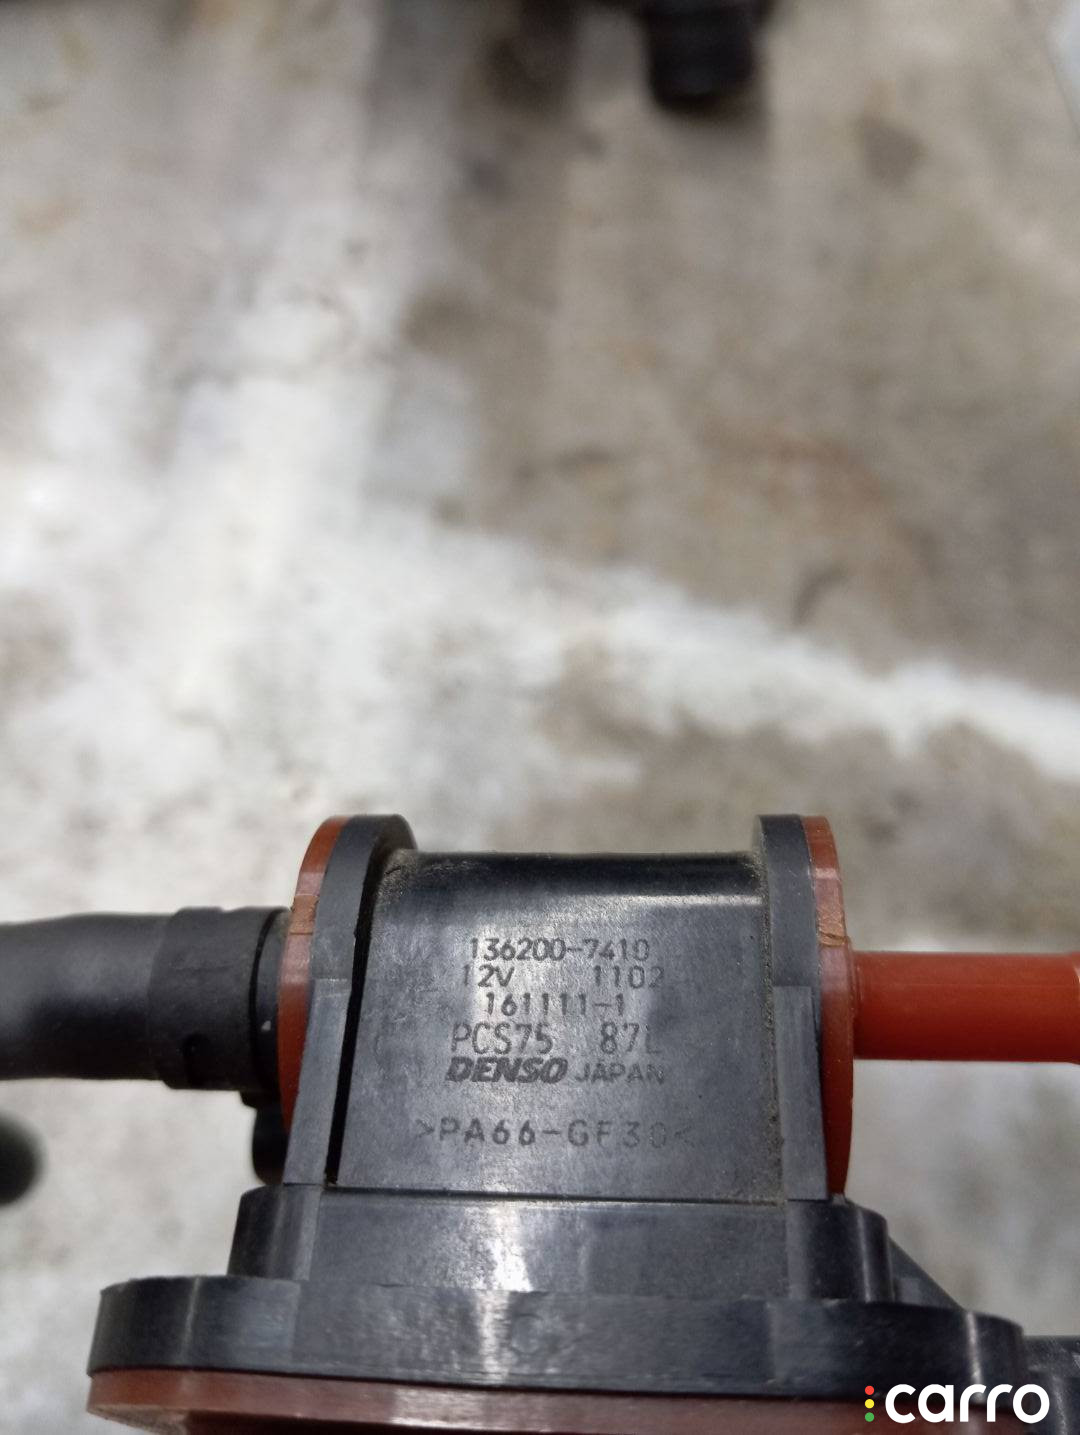 136200-7410
12V 1102
161111-1
PCS75 87L
DENSO JAPAN
>PA66-GF30<
carro